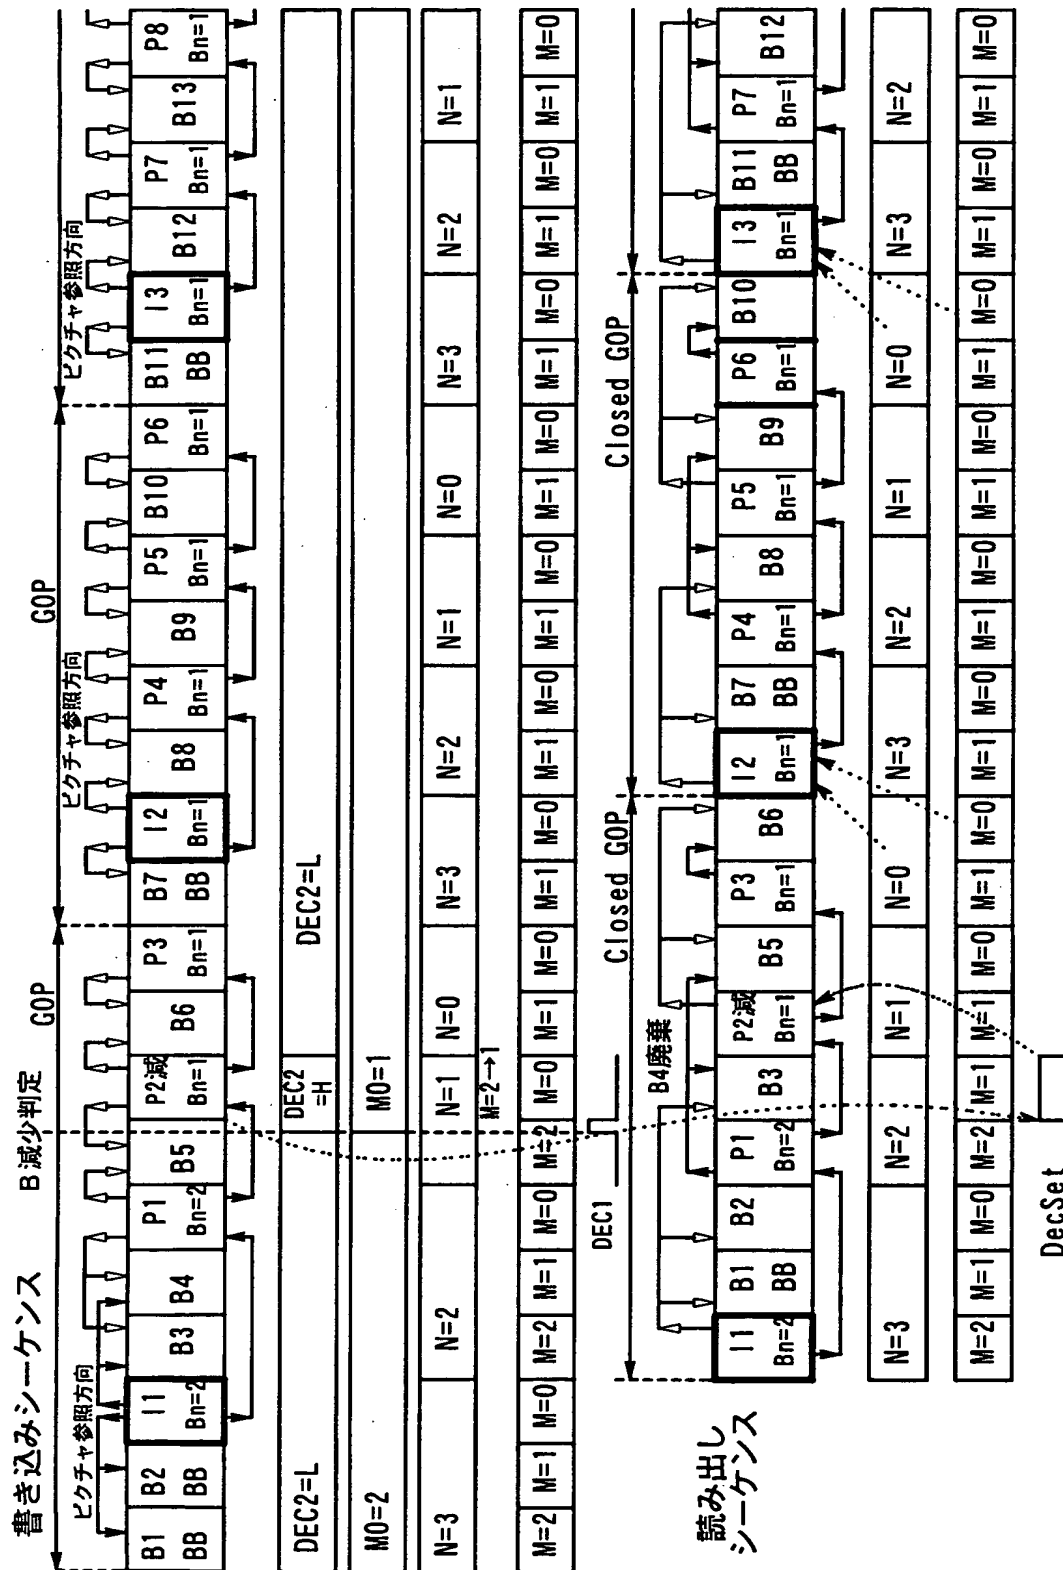 書き込みシーケンス B減少判定 GOP GOP
ピクチャ参照方向 ピクチャ参照方向 ピクチャ参照方向
B1 B2 I1 B3 B4 P1 B5 P2減 B6 P3 B7 I2 B8 P4 B9 P5 B10 P6 B11 I3 B12 P7 B13 P8
BB BB Bn=2 Bn=2 Bn=1 Bn=1 BB Bn=1 Bn=1 Bn=1 Bn=1 BB Bn=1 Bn=1 Bn=1
DEC2=L DEC2=H DEC2=L
MO=2 MO=1
N=3 N=2 N=1 N=0 N=3 N=2 N=1 N=0 N=3 N=2 N=1
M=2→1
M=2 M=1 M=0 M=2 M=1 M=0 M=2 M=0 M=1 M=0 M=1 M=0 M=1 M=0 M=1 M=0 M=1 M=0 M=1 M=0 M=1 M=0 M=1 M=0
DEC1 Closed GOP Closed GOP
B4廃棄
読み出し
シーケンス
I1 B1 B2 P1 B3 P2減 B5 P3 B6 I2 B7 P4 B8 P5 B9 P6 B10 I3 B11 P7 B12
Bn=2 BB Bn=2 Bn=1 Bn=1 Bn=1 BB Bn=1 Bn=1 Bn=1 Bn=1 BB Bn=1
N=3 N=2 N=1 N=0 N=3 N=2 N=1 N=0 N=3 N=2
M=2 M=1 M=0 M=2 M=1 M=1 M=0 M=1 M=0 M=1 M=0 M=1 M=0 M=1 M=0 M=1 M=0 M=1 M=0 M=1 M=0
DecSet